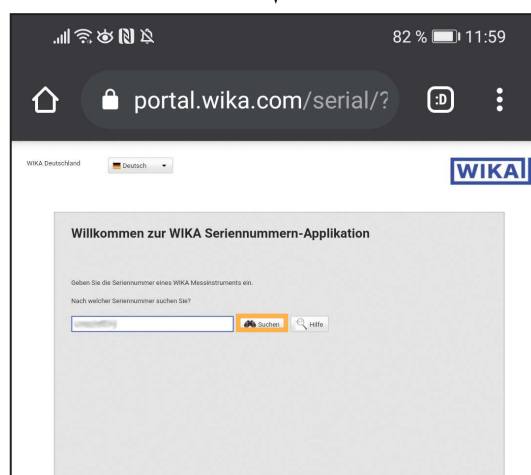 82 % 11:59
portal.wika.com/serial/? :D
WIKA Deutschland Deutsch WIKA
Willkommen zur WIKA Seriennummern-Applikation
Geben Sie die Seriennummer eines WIKA Messinstruments ein.
Nach welcher Seriennummer suchen Sie?
Suchen Hilfe